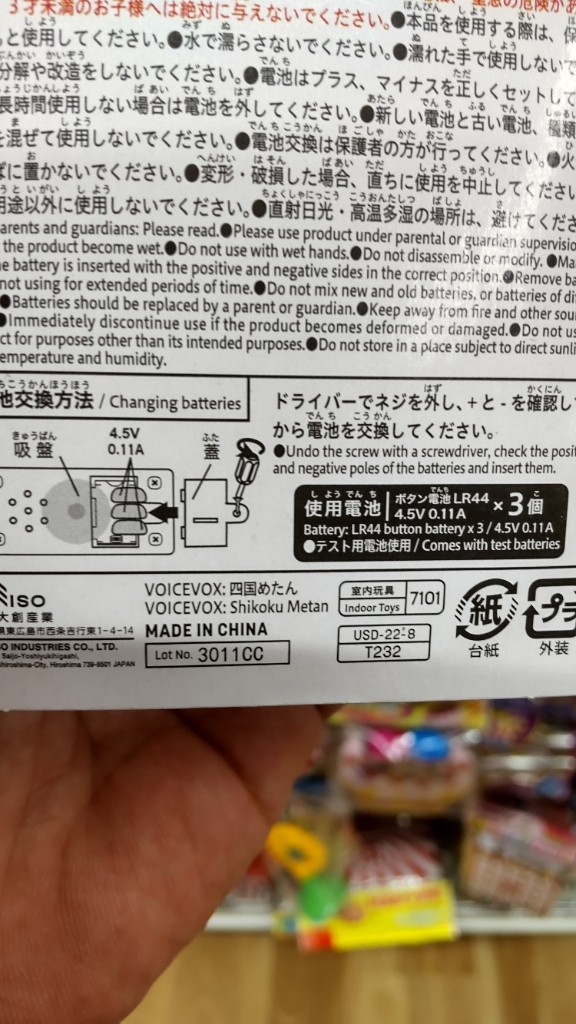 3才未満のお子様へは絶対に与えないでください。●本品を使用する際は、保
と使用してください。●水で濡らさないでください。●濡れた手で使用しないで
分解や改造をしないでください。●電池はプラス、マイナスを正しくセットして
長時間使用しない場合は電池を外してください。●新しい電池と古い電池、種類
を混ぜて使用しないでください。●電池交換は保護者の方が行ってください。●火
ばに置かないでください。●変形・破損した場合、直ちに使用を中止してください
用途以外に使用しないでください。●直射日光・高温多湿の場所は、避けてくださ
arents and guardians: Please read.●Please use product under parental or guardian supervisio
the product become wet.●Do not use with wet hands.●Do not disassemble or modify. ●Ma
e battery is inserted with the positive and negative sides in the correct position.●Remove ba
not using for extended periods of time.●Do not mix new and old batteries, or batteries of di
●Batteries should be replaced by a parent or guardian.●Keep away from fire and other sou
●Immediately discontinue use if the product becomes deformed or damaged.●Do not us
ct for purposes other than its intended purposes.●Do not store in a place subject to direct sunli
emperature and humidity.
池交換方法 / Changing batteries
吸盤
4.5V
0.11A
蓋
ドライバーでネジを外し、+と-を確認し
から電池を交換してください。
●Undo the screw with a screwdriver, check the posit
and negative poles of the batteries and insert them.
使用電池 ボタン電池 LR44
4.5V 0.11A ×3個
Battery: LR44 button battery x 3 / 4.5V 0.11A
●テスト用電池使用 / Comes with test batteries
ISO
大創産業
県東広島市西条吉行東1-4-14
SO INDUSTRIES CO., LTD.
Saijo-Yoshiyukihigashi,
hiroshima-City, Hiroshima 739-8501 JAPAN
VOICEVOX: 四国めたん
VOICEVOX: Shikoku Metan
MADE IN CHINA
Lot No. 3011CC
室内玩具
Indoor Toys
7101
USD-22-8
T232
紙
台紙
プラ
外装